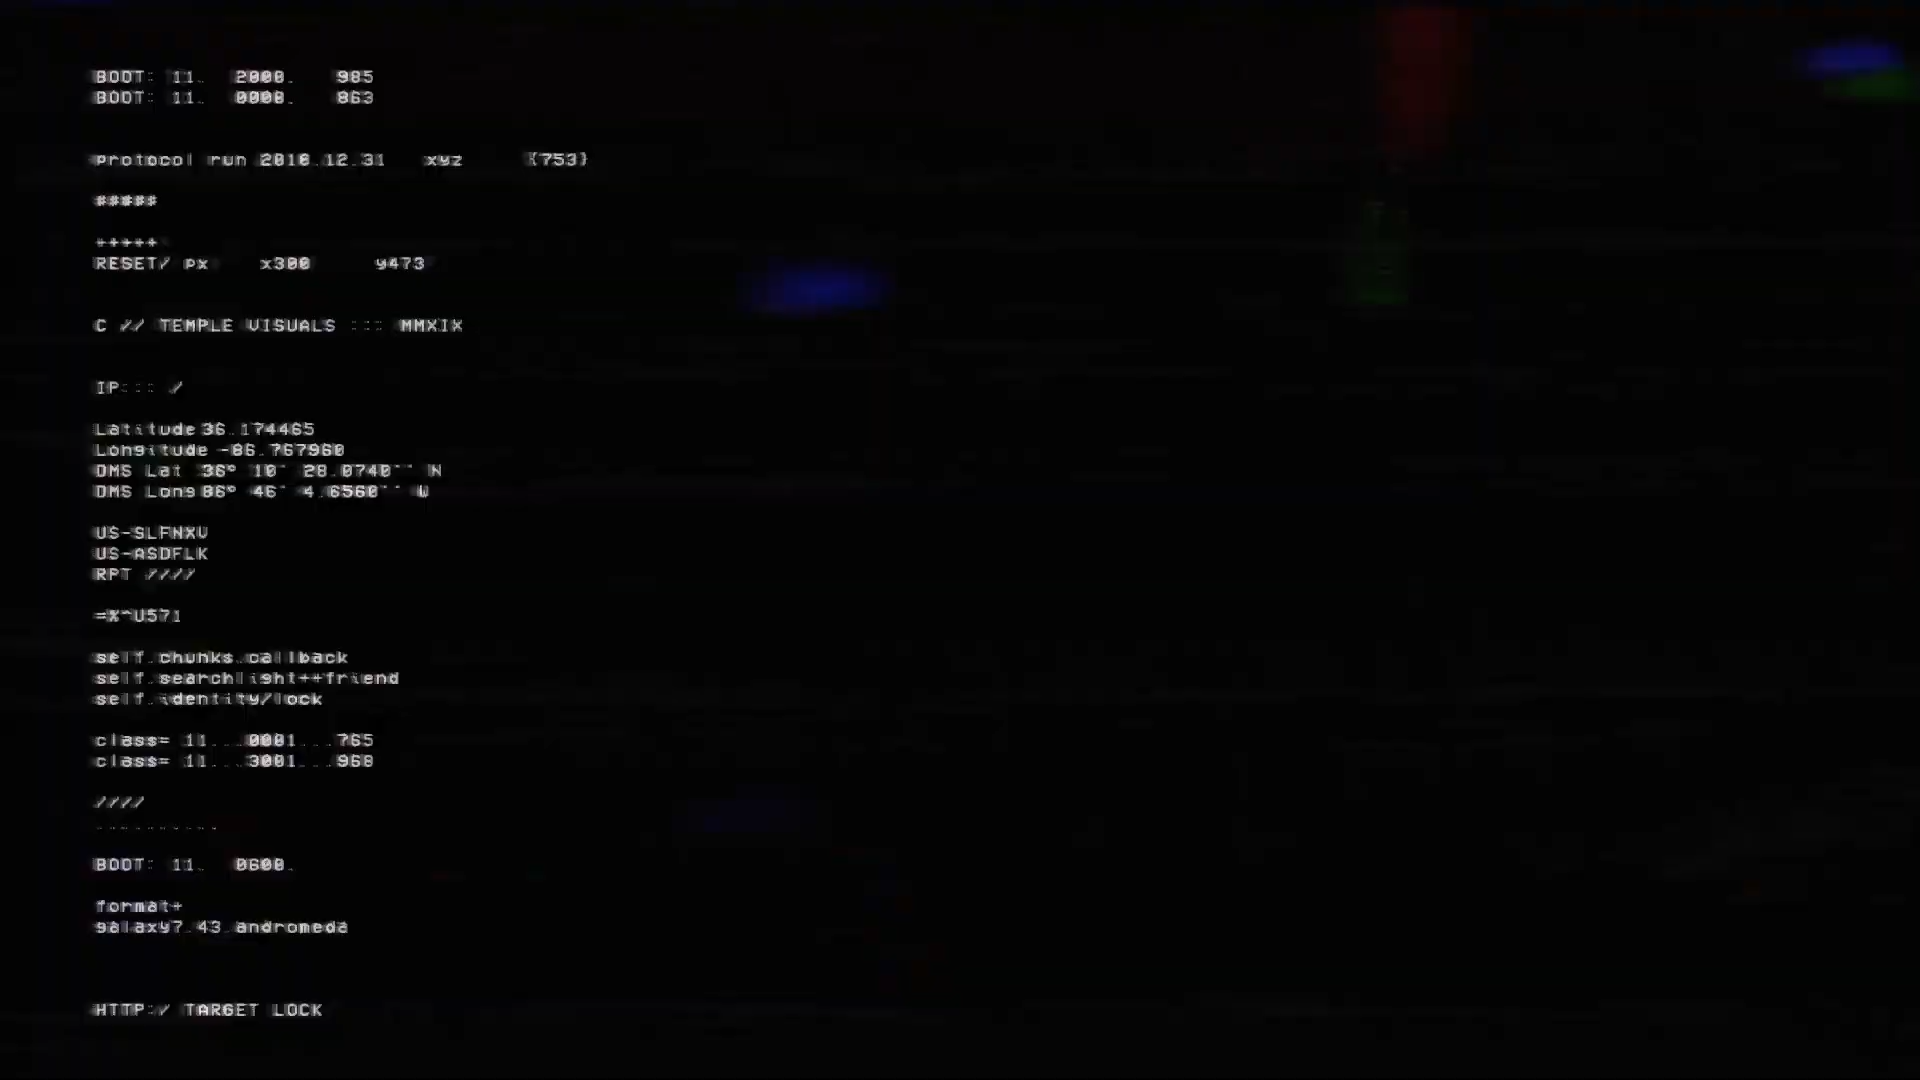 BOOT: 11. 2000. 985
BOOT: 11. 0000. 863
protocol run 2010.12.31 xyz {753}
#####
+++++
RESET/ px x300 y473
C // TEMPLE VISUALS ::: MMXIX
IP::: /
Latitude 36.174465
Longitude -86.767960
DMS Lat 36° 10' 28.0740'' N
DMS Long 86° 46' 4.6560'' W
US-SLFNXU
US-ASDFLK
RPT ////
=%^U571
self.chunks.callback
self.searchlight++friend
self.identity/lock
class= 11...0001...765
class= 11...3001...968
////
----------
BOOT: 11. 0600.
format+
galaxy7.43.andromeda
HTTP:/ TARGET LOCK